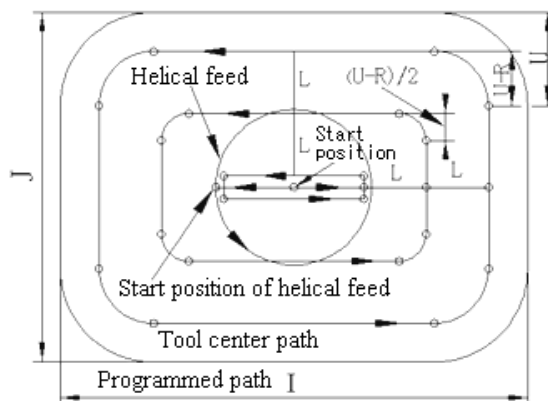 Helical feed
L
(U-R)/2
U-R
U
L
Start
position
L
L
J
Start position of helical feed
Tool center path
Programmed path
I